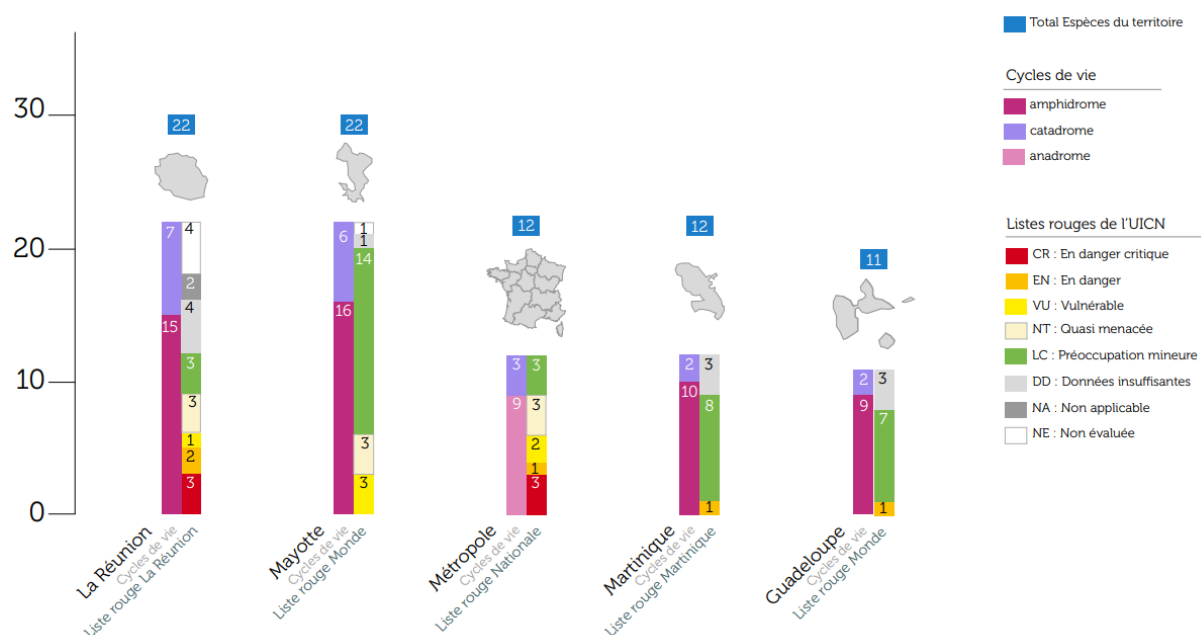 Total Espèces du territoire
Cycles de vie
amphidrome
catadrome
anadrome
Listes rouges de l'UICN
CR : En danger critique
EN : En danger
VU : Vulnérable
NT : Quasi menacée
LC : Préoccupation mineure
DD : Données insuffisantes
NA : Non applicable
NE : Non évaluée
30
20
10
0
22
7
15
4
2
4
3
3
1
2
3
La Réunion
Cycles de vie
Liste rouge La Réunion
22
6
16
1
1
14
3
3
Mayotte
Cycles de vie
Liste rouge Monde
12
3
9
3
3
2
1
3
Métropole
Cycles de vie
Liste rouge Nationale
12
2
10
3
8
1
Martinique
Cycles de vie
Liste rouge Martinique
11
2
9
3
7
1
Guadeloupe
Cycles de vie
Liste rouge Monde